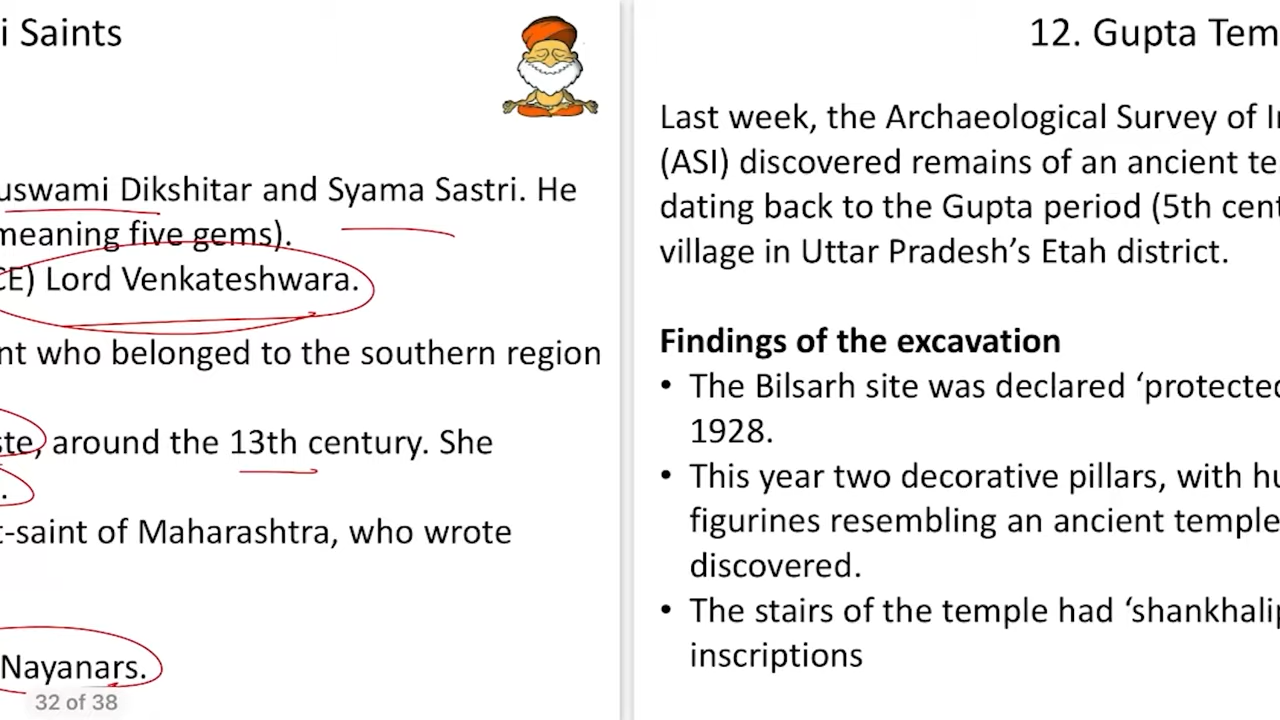 i Saints
uswami Dikshitar and Syama Sastri. He
meaning five gems).
CE) Lord Venkateshwara.
nt who belonged to the southern region
ste, around the 13th century. She
.
t-saint of Maharashtra, who wrote
Nayanars.
32 of 38
12. Gupta Tem
Last week, the Archaeological Survey of I
(ASI) discovered remains of an ancient te
dating back to the Gupta period (5th cent
village in Uttar Pradesh’s Etah district.
Findings of the excavation
• The Bilsarh site was declared ‘protected
1928.
• This year two decorative pillars, with hu
figurines resembling an ancient temple
discovered.
• The stairs of the temple had ‘shankhalip
inscriptions